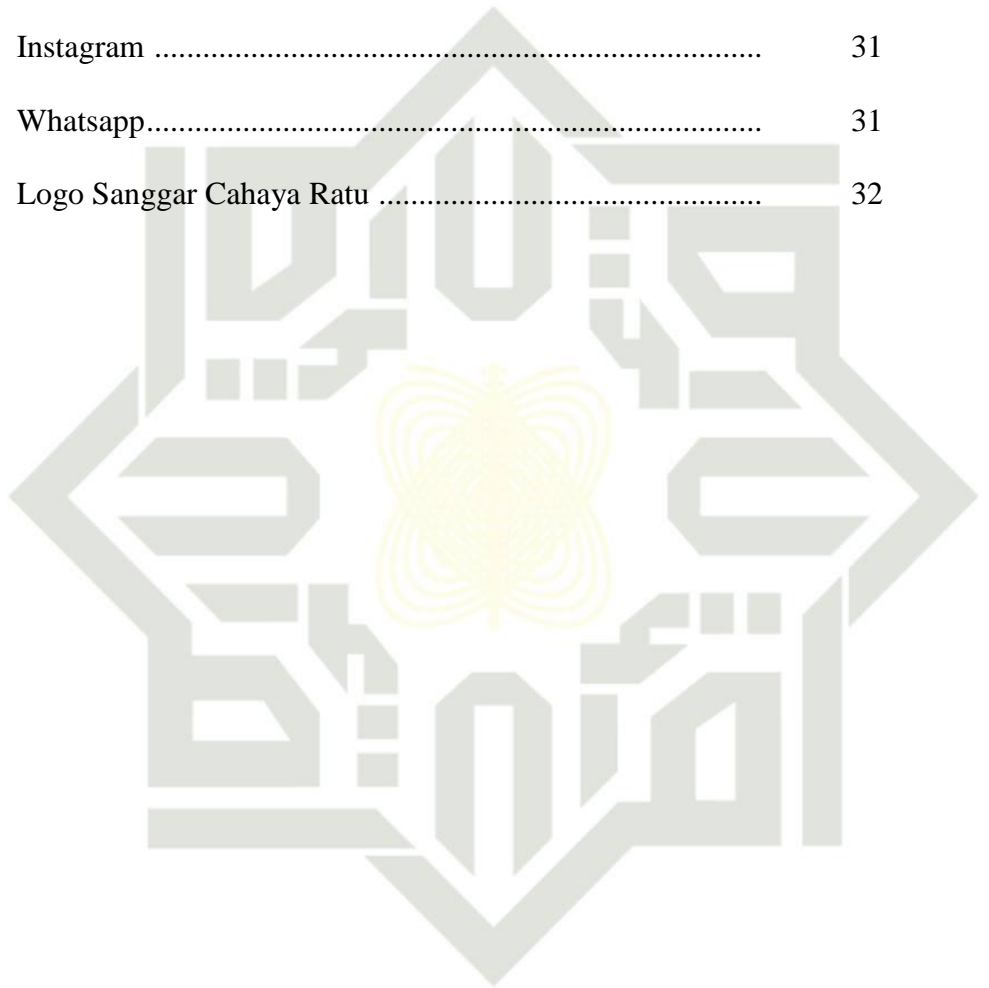 Instagram ........................................................................... 31
Whatsapp............................................................................ 31
Logo Sanggar Cahaya Ratu ............................................... 32